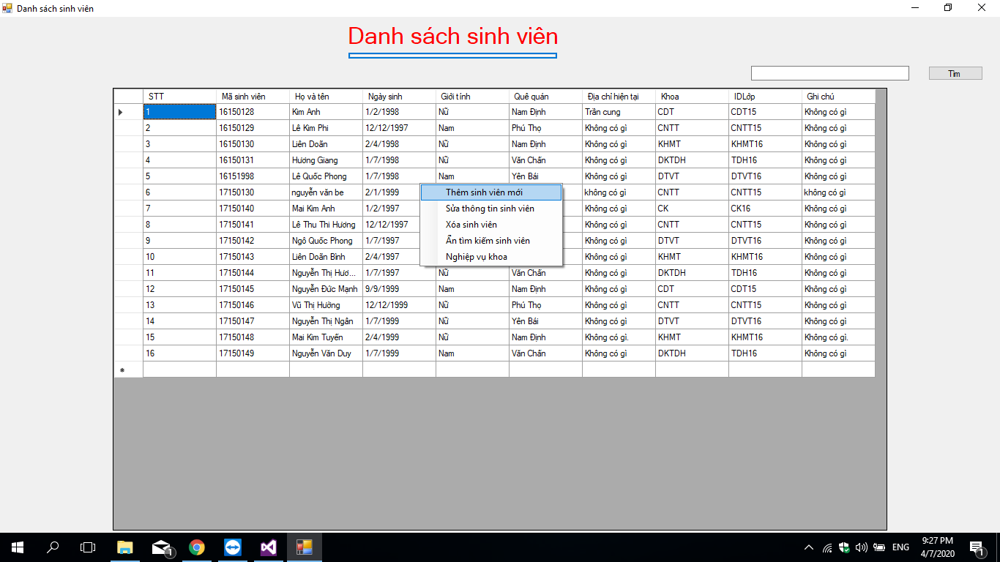 Danh sách sinh viên
Danh sách sinh viên
Tìm
STT Mã sinh viên Họ và tên Ngày sinh Giới tính Quê quán Địa chỉ hiện tại Khoa IDLớp Ghi chú
1 16150128 Kim Anh 1/2/1998 Nữ Nam Định Trần cung CDT CDT15 Không có gì
2 16150129 Lê Kim Phi 12/12/1997 Nam Phú Thọ Không có gì CNTT CNTT15 Không có gì
3 16150130 Liên Doãn 2/4/1998 Nữ Nam Định Không có gì KHMT KHMT16 Không có gì
4 16150131 Hương Giang 1/7/1998 Nữ Văn Chấn Không có gì DKTDH TDH16 Không có gì
5 16151998 Lê Quốc Phong 1/7/1998 Nam Yên Bái Không có gì DTVT DTVT16 Không có gì
6 17150130 nguyễn văn be 2/1/1999 Thêm sinh viên mới không có gì CNTT CNTT15 không có gì
7 17150140 Mai Kim Anh 1/2/1997 Sửa thông tin sinh viên Không có gì CK CK16 Không có gì
8 17150141 Lê Thu Thi Hương 12/12/1997 Xóa sinh viên Không có gì CNTT CNTT15 Không có gì
9 17150142 Ngô Quốc Phong 1/7/1997 Ẩn tìm kiếm sinh viên Không có gì DTVT DTVT16 Không có gì
10 17150143 Liên Doãn Bình 2/4/1997 Nghiệp vụ khoa Không có gì KHMT KHMT16 Không có gì
11 17150144 Nguyễn Thị Hươ... 1/7/1997 Nữ Văn Chấn Không có gì DKTDH TDH16 Không có gì
12 17150145 Nguyễn Đức Mạnh 9/9/1999 Nam Nam Định Không có gì CDT CDT15 Không có gì
13 17150146 Vũ Thị Hường 12/12/1999 Nữ Phú Thọ Không có gì CNTT CNTT15 Không có gì
14 17150147 Nguyễn Thị Ngân 1/7/1999 Nữ Yên Bái Không có gì DTVT DTVT16 Không có gì
15 17150148 Mai Kim Tuyến 2/4/1999 Nữ Nam Định Không có gì. KHMT KHMT16 Không có gì.
16 17150149 Nguyễn Văn Duy 1/7/1999 Nam Văn Chấn Không có gì DKTDH TDH16 Không có gì
1 ENG 9:27 PM 1
4/7/2020